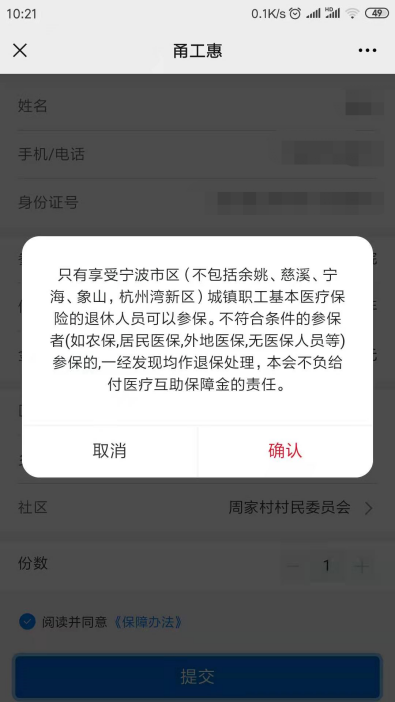 10:21
0.1K/s
HD
49
甬工惠
姓名
手机/电话
身份证号
只有享受宁波市区（不包括余姚、慈溪、宁
海、象山，杭州湾新区）城镇职工基本医疗保
险的退休人员可以参保。不符合条件的参保
者(如农保,居民医保,外地医保,无医保人员等)
参保的,一经发现均作退保处理，本会不负给
付医疗互助保障金的责任。
取消
确认
社区
周家村村民委员会
份数
1
阅读并同意《保障办法》
提交